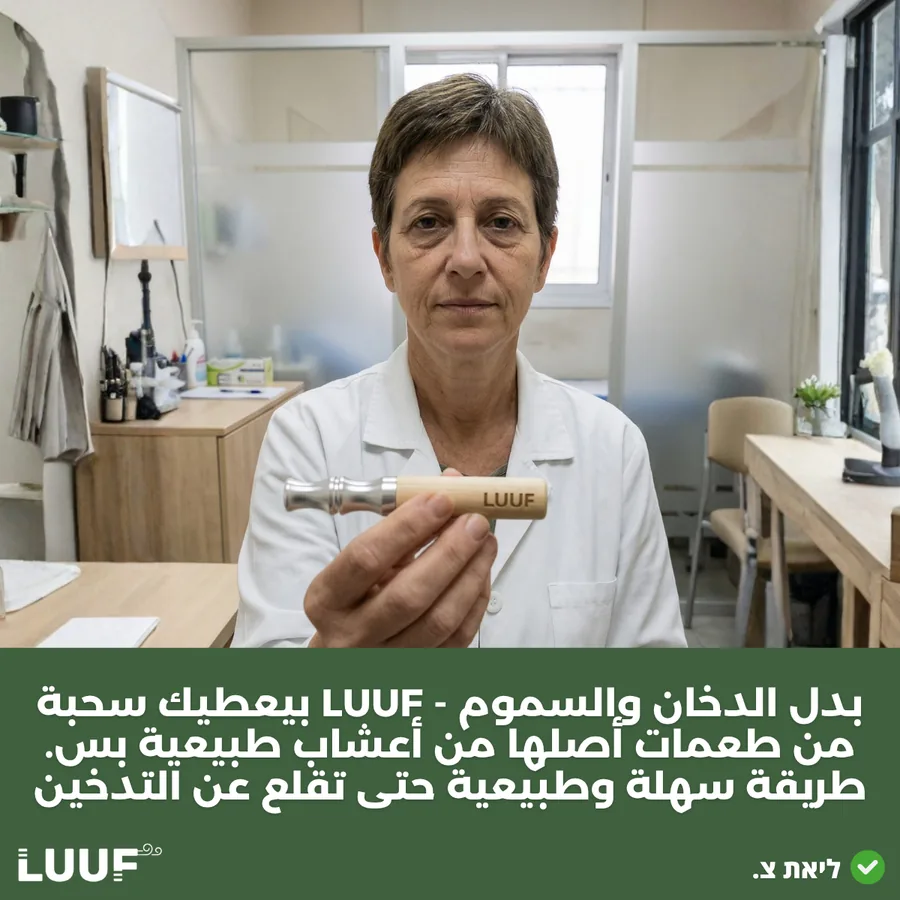 LUUF
بدل الدخان والسموم - LUUF بيعطيك سحبة
من طعمات أصلها من أعشاب طبيعية بس.
طريقة سهلة وطبيعية حتى تقلع عن التدخين
LUUF
ליאת צ.